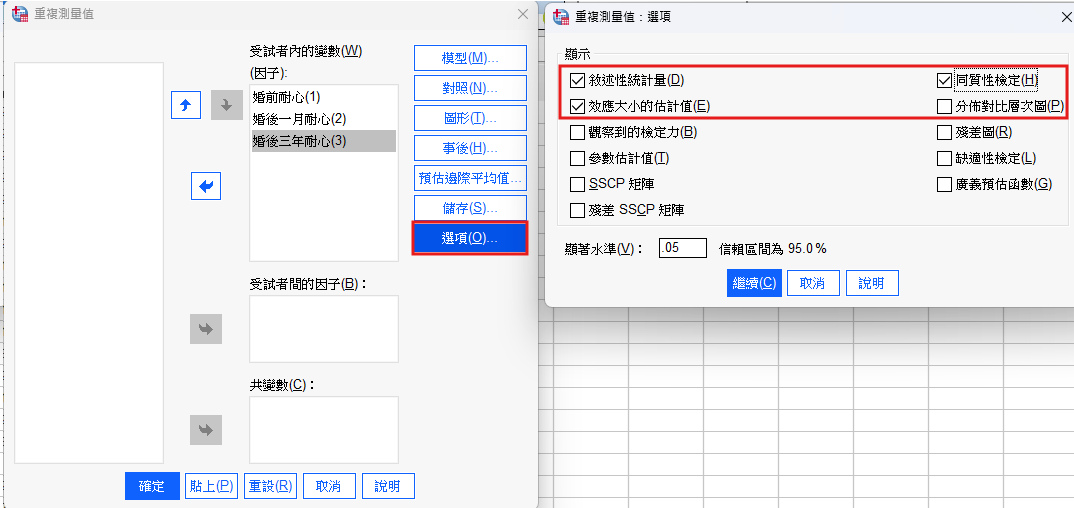 重複測量值
受試者內的變數(W)
(因子):
婚前耐心(1)
婚後一月耐心(2)
婚後三年耐心(3)
模型(M)...
對照(N)...
圖形(T)...
事後(H)...
預估邊際平均值...
儲存(S)...
選項(O)...
受試者間的因子(B)：
共變數(C)：
確定
貼上(P)
重設(R)
取消
說明
重複測量值：選項
顯示
敘述性統計量(D)
同質性檢定(H)
效應大小的估計值(E)
分佈對比層次圖(P)
觀察到的檢定力(B)
殘差圖(R)
參數估計值(T)
缺適性檢定(L)
SSCP 矩陣
廣義預估函數(G)
殘差 SSCP 矩陣
顯著水準(V)： .05 信賴區間為 95.0 %
繼續(C)
取消
說明